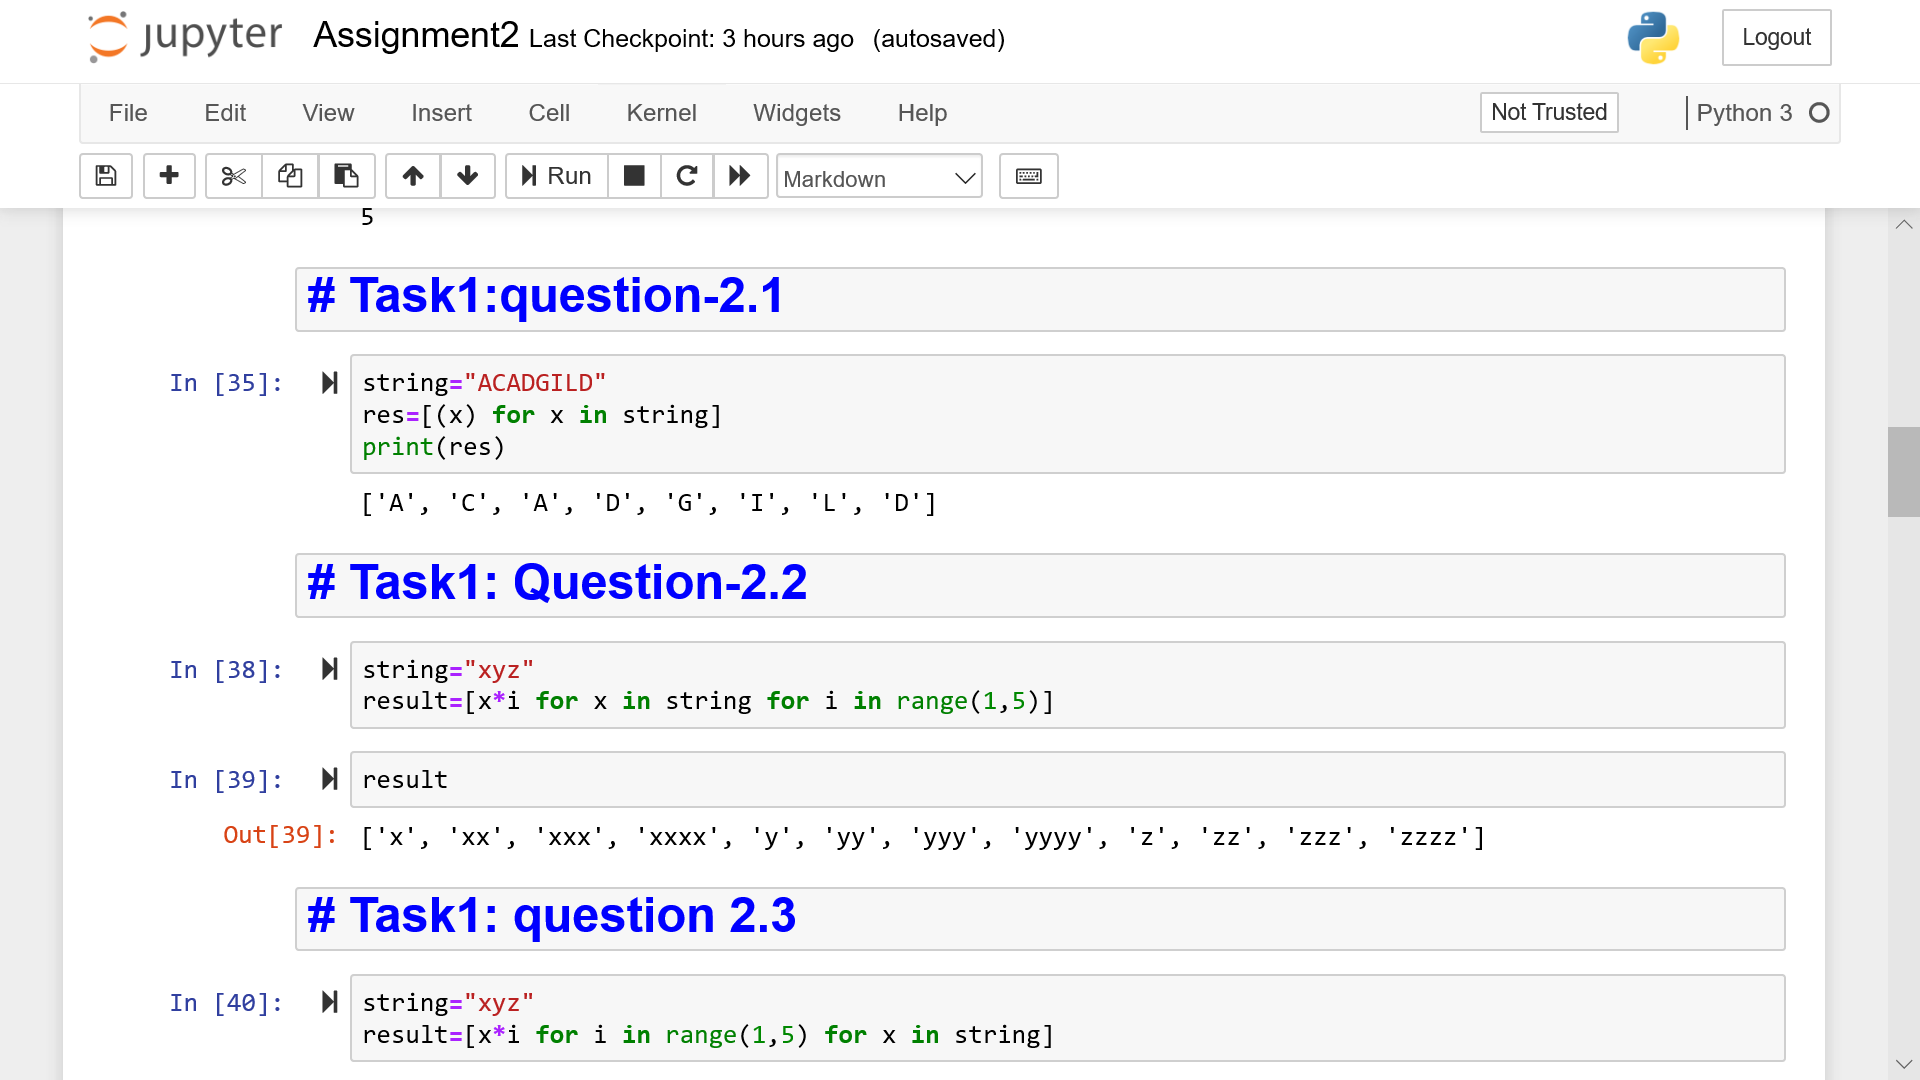 jupyter Assignment2 Last Checkpoint: 3 hours ago (autosaved) Logout
File Edit View Insert Cell Kernel Widgets Help Not Trusted Python 3
Run Markdown
5
# Task1:question-2.1
In [35]: string="ACADGILD"
res=[(x) for x in string]
print(res)
['A', 'C', 'A', 'D', 'G', 'I', 'L', 'D']
# Task1: Question-2.2
In [38]: string="xyz"
result=[x*i for x in string for i in range(1,5)]
In [39]: result
Out[39]: ['x', 'xx', 'xxx', 'xxxx', 'y', 'yy', 'yyy', 'yyyy', 'z', 'zz', 'zzz', 'zzzz']
# Task1: question 2.3
In [40]: string="xyz"
result=[x*i for i in range(1,5) for x in string]